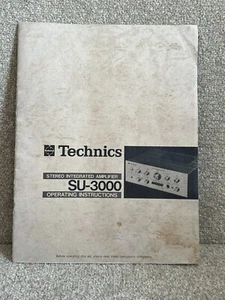 Technics
STEREO INTEGRATED AMPLIFIER
SU-3000
OPERATING INSTRUCTIONS